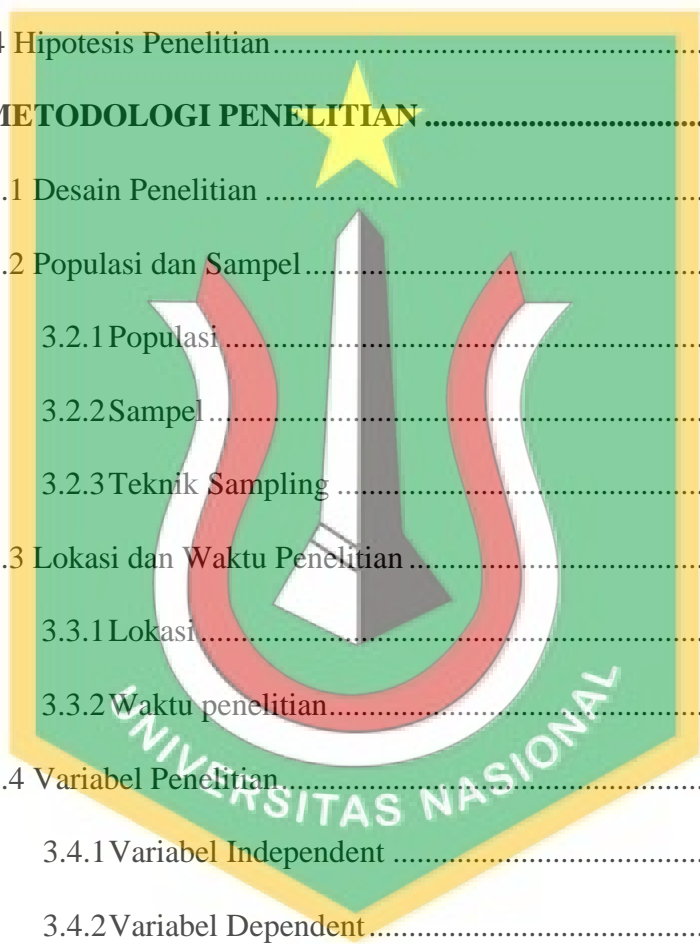 4 Hipotesis Penelitian
METODOLOGI PENELITIAN
.1 Desain Penelitian
.2 Populasi dan Sampel
3.2.1 Populasi
3.2.2 Sampel
3.2.3 Teknik Sampling
.3 Lokasi dan Waktu Penelitian
3.3.1 Lokasi
3.3.2 Waktu penelitian
.4 Variabel Penelitian
3.4.1 Variabel Independent
3.4.2 Variabel Dependent
UNIVERSITAS NASIONAL